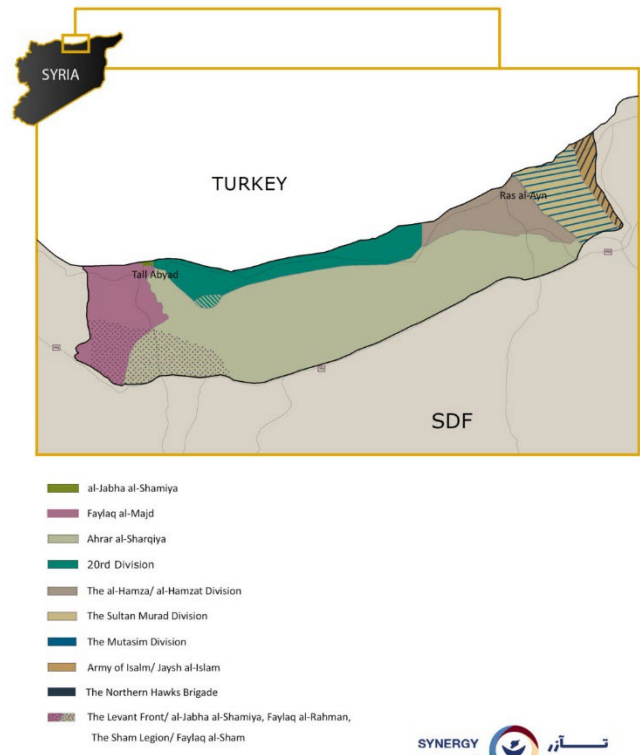 SYRIA
TURKEY
Ras al-Ayn
Tall Abyad
SDF
al-Jabha al-Shamiya
Faylaq al-Majd
Ahrar al-Sharqiya
20rd Division
The al-Hamza/ al-Hamzat Division
The Sultan Murad Division
The Mutasim Division
Army of Isalm/ Jaysh al-Islam
The Northern Hawks Brigade
The Levant Front/ al-Jabha al-Shamiya, Faylaq al-Rahman,
The Sham Legion/ Faylaq al-Sham
SYNERGY تــآزر